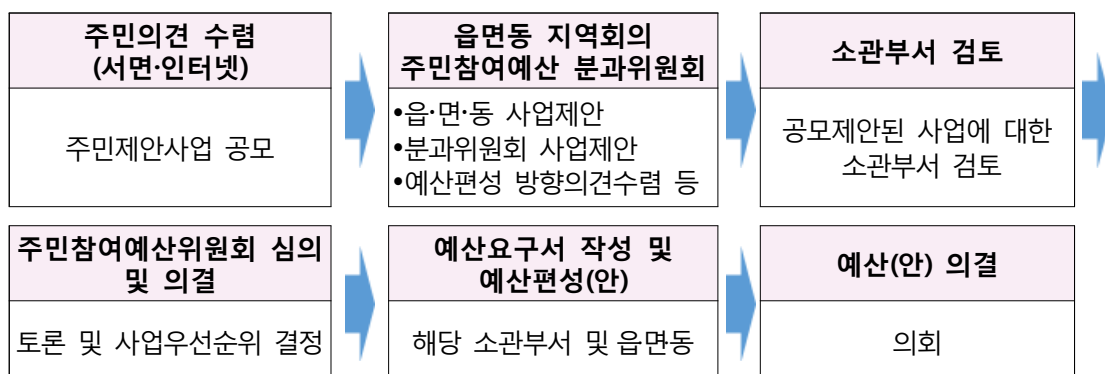 주민의견 수렴
(서면·인터넷)
주민제안사업 공모
읍면동 지역회의
주민참여예산 분과위원회
•읍·면·동 사업제안
•분과위원회 사업제안
•예산편성 방향의견수렴 등
소관부서 검토
공모제안된 사업에 대한
소관부서 검토
주민참여예산위원회 심의
및 의결
토론 및 사업우선순위 결정
예산요구서 작성 및
예산편성(안)
해당 소관부서 및 읍면동
예산(안) 의결
의회